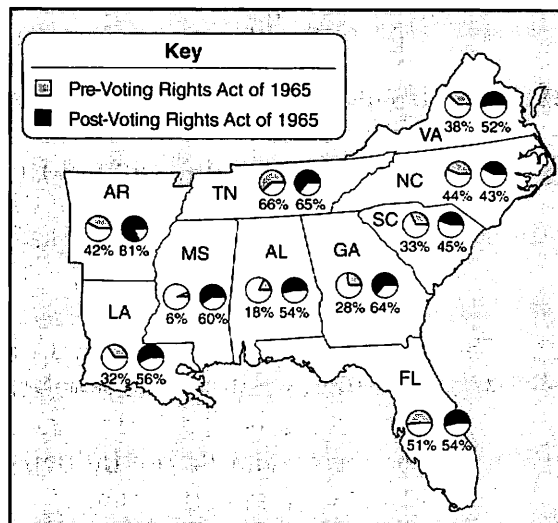 Key
Pre-Voting Rights Act of 1965
Post-Voting Rights Act of 1965
VA
38% 52%
TN
66% 65%
NC
44% 43%
AR
42% 81%
SC
33% 45%
MS
6% 60%
AL
18% 54%
GA
28% 64%
LA
32% 56%
FL
51% 54%